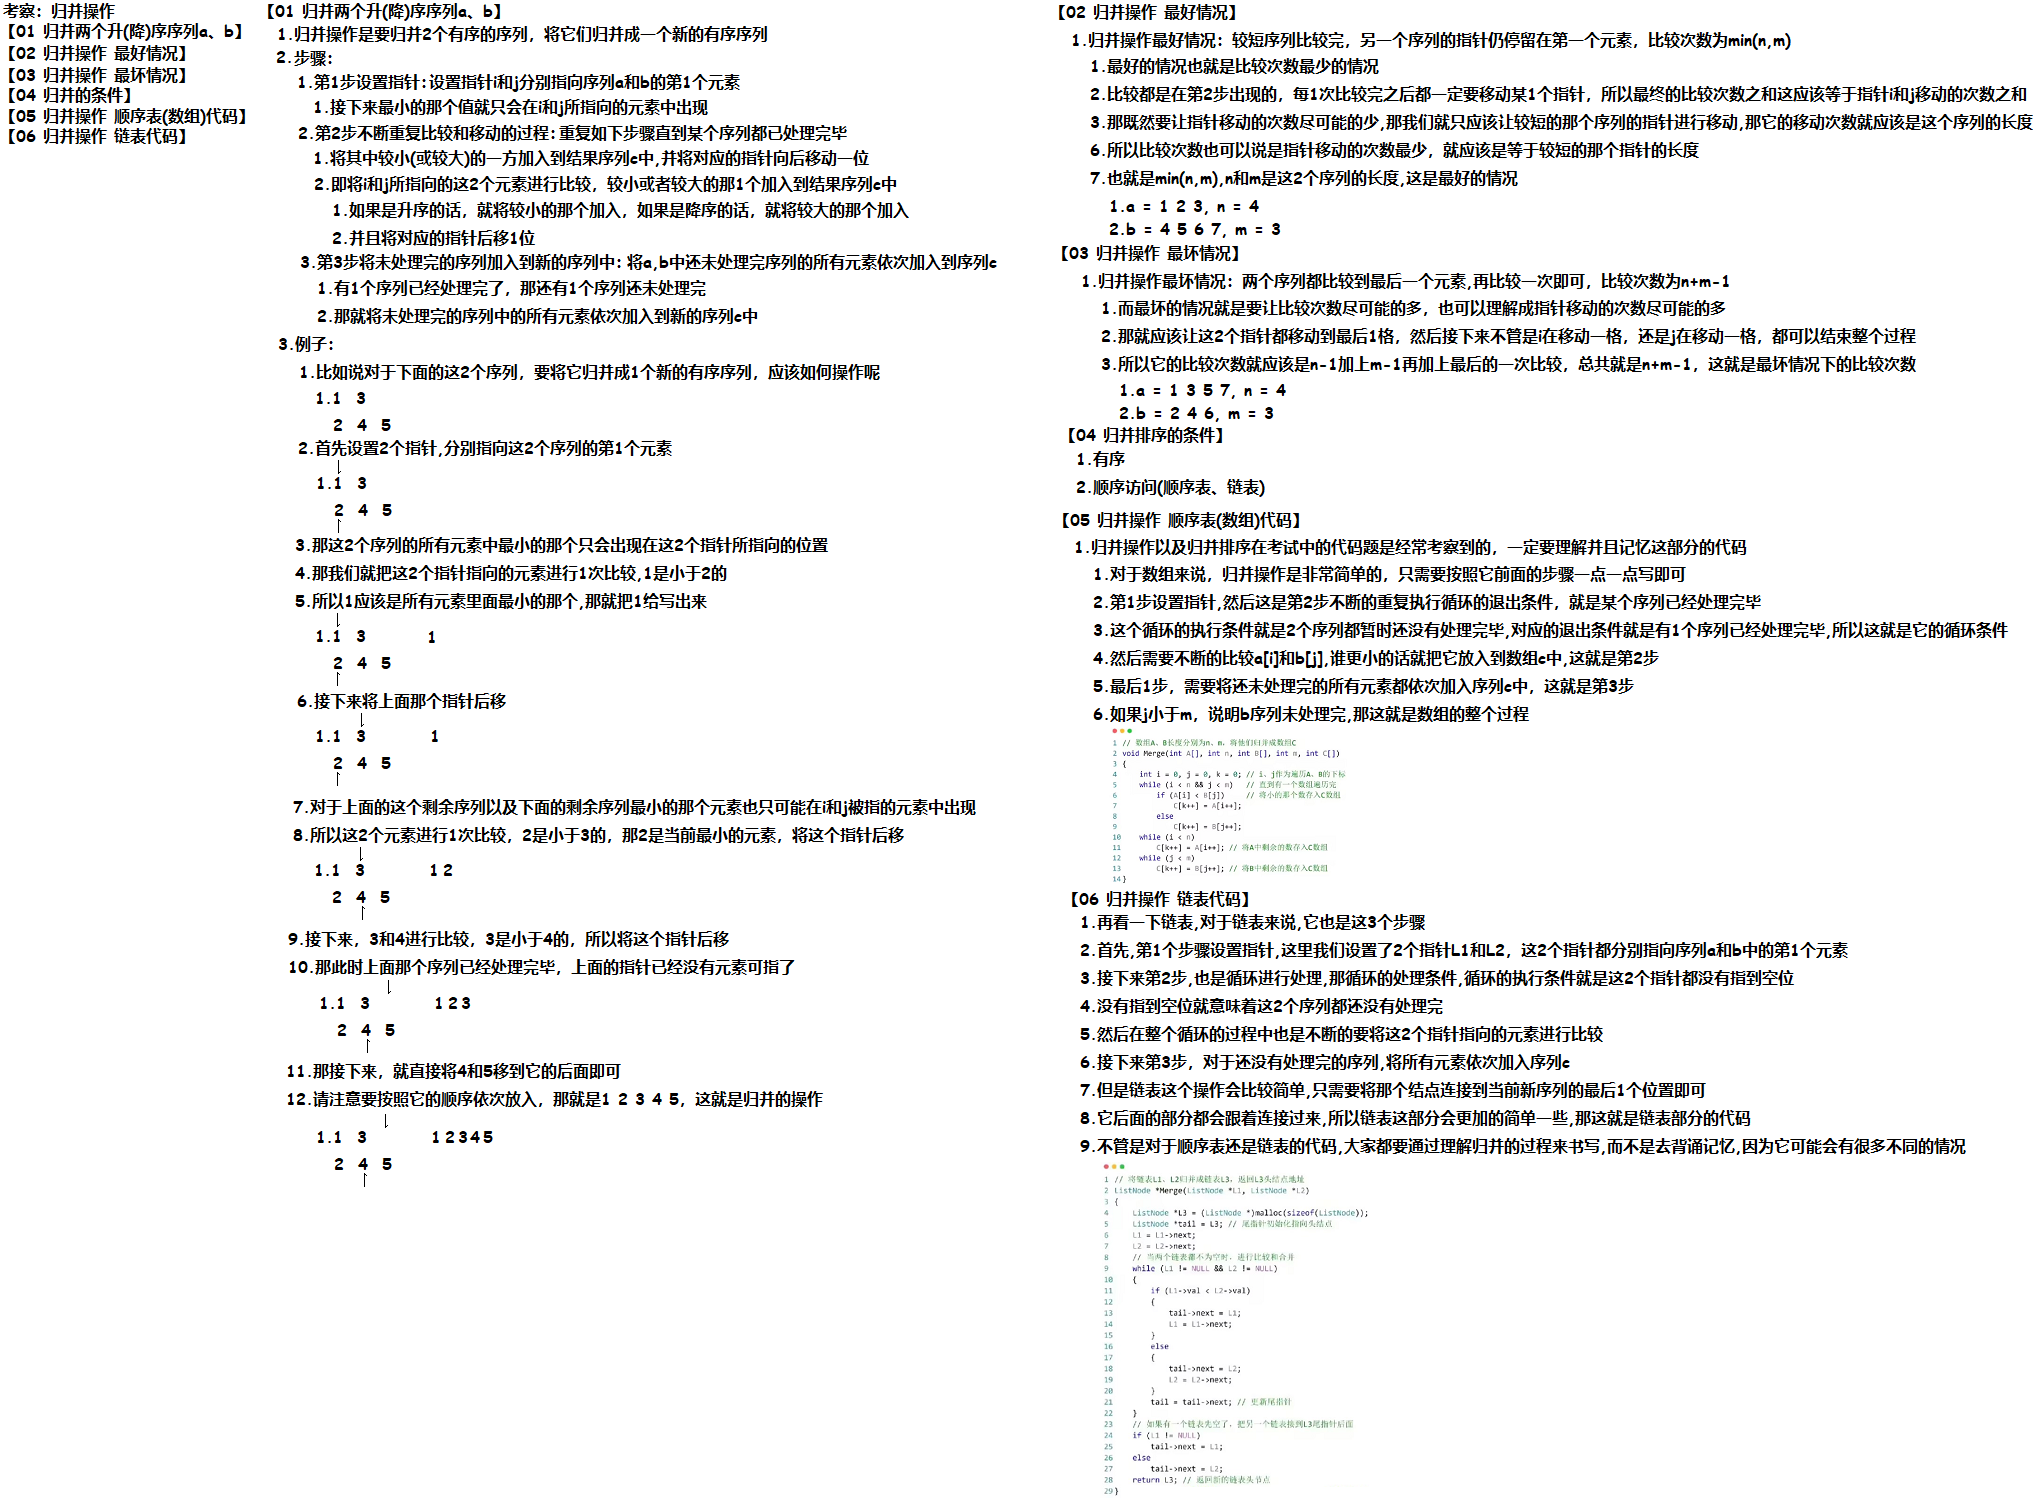 考察：归并操作
【01 归并两个升(降)序序列a、b】
【02 归并操作 最好情况】
【03 归并操作 最坏情况】
【04 归并的条件】
【05 归并操作 顺序表(数组)代码】
【06 归并操作 链表代码】
【01 归并两个升(降)序序列a、b】
1.归并操作是要归并2个有序的序列，将它们归并成一个新的有序序列
2.步骤：
1.第1步设置指针:设置指针i和j分别指向序列a和b的第1个元素
1.接下来最小的那个值就只会在i和j所指向的元素中出现
2.第2步不断重复比较和移动的过程:重复如下步骤直到某个序列都已处理完毕
1.将其中较小(或较大)的一方加入到结果序列c中,并将对应的指针向后移动一位
2.即将i和j所指向的这2个元素进行比较，较小或者较大的那1个加入到结果序列c中
1.如果是升序的话，就将较小的那个加入，如果是降序的话，就将较大的那个加入
2.并且将对应的指针后移1位
3.第3步将未处理完的序列加入到新的序列中：将a,b中还未处理完序列的所有元素依次加入到序列c
1.有1个序列已经处理完了，那还有1个序列还未处理完
2.那就将未处理完的序列中的所有元素依次加入到新的序列c中
3.例子：
1.比如说对于下面的这2个序列，要将它归并成1个新的有序序列，应该如何操作呢
1.1 3
2 4 5
2.首先设置2个指针,分别指向这2个序列的第1个元素
1.1 3
2 4 5
3.那这2个序列的所有元素中最小的那个只会出现在这2个指针所指向的位置
4.那我们就把这2个指针指向的元素进行1次比较,1是小于2的
5.所以1应该是所有元素里面最小的那个,那就把1给写出来
1.1 3 1
2 4 5
6.接下来将上面那个指针后移
1.1 3 1
2 4 5
7.对于上面的这个剩余序列以及下面的剩余序列最小的那个元素也只可能在i和j被指的元素中出现
8.所以这2个元素进行1次比较，2是小于3的，那2是当前最小的元素，将这个指针后移
1.1 3 1 2
2 4 5
9.接下来，3和4进行比较，3是小于4的，所以将这个指针后移
10.那此时上面那个序列已经处理完毕，上面的指针已经没有元素可指了
1.1 3 1 2 3
2 4 5
11.那接下来，就直接将4和5移到它的后面即可
12.请注意要按照它的顺序依次放入，那就是1 2 3 4 5，这就是归并的操作
1.1 3 1 2 3 4 5
2 4 5
【02 归并操作 最好情况】
1.归并操作最好情况：较短序列比较完，另一个序列的指针仍停留在第一个元素，比较次数为min(n,m)
1.最好的情况也就是比较次数最少的情况
2.比较都是在第2步出现的，每1次比较完之后都一定要移动某1个指针，所以最终的比较次数之和这应该等于指针i和j移动的次数之和
3.那既然要让指针移动的次数尽可能的少,那我们就只应该让较短的那个序列的指针进行移动,那它的移动次数就应该是这个序列的长度
6.所以比较次数也可以说是指针移动的次数最少，就应该是等于较短的那个指针的长度
7.也就是min(n,m),n和m是这2个序列的长度,这是最好的情况
1.a = 1 2 3, n = 4
2.b = 4 5 6 7, m = 3
【03 归并操作 最坏情况】
1.归并操作最坏情况：两个序列都比较到最后一个元素,再比较一次即可，比较次数为n+m-1
1.而最坏的情况就是要让比较次数尽可能的多，也可以理解成指针移动的次数尽可能的多
2.那就应该让这2个指针都移动到最后1格，然后接下来不管是i在移动一格，还是j在移动一格，都可以结束整个过程
3.所以它的比较次数就应该是n-1加上m-1再加上最后的一次比较，总共就是n+m-1，这就是最坏情况下的比较次数
1.a = 1 3 5 7, n = 4
2.b = 2 4 6, m = 3
【04 归并排序的条件】
1.有序
2.顺序访问(顺序表、链表)
【05 归并操作 顺序表(数组)代码】
1.归并操作以及归并排序在考试中的代码题是经常考察到的，一定要理解并且记忆这部分的代码
1.对于数组来说，归并操作是非常简单的，只需要按照它前面的步骤一点一点写即可
2.第1步设置指针,然后这是第2步不断的重复执行循环的退出条件，就是某个序列已经处理完毕
3.这个循环的执行条件就是2个序列都暂时还没有处理完毕,对应的退出条件就是有1个序列已经处理完毕,所以这就是它的循环条件
4.然后需要不断的比较a[i]和b[j],谁更小的话就把它放入到数组c中,这就是第2步
5.最后1步，需要将还未处理完的所有元素都依次加入序列c中，这就是第3步
6.如果j小于m，说明b序列未处理完,那这就是数组的整个过程
1 // 数组A、B长度分别为n、m，将他们归并成数组C
2 void Merge(int A[], int n, int B[], int m, int C[])
3 {
4 int i = 0, j = 0, k = 0; // i、j作为遍历A、B的下标
5 while (i < n && j < m) // 直到有一个数组遍历完
6 if (A[i] < B[j]) // 将小的那个数存入C数组
7 C[k++] = A[i++];
8 else
9 C[k++] = B[j++];
10 while (i < n)
11 C[k++] = A[i++]; // 将A中剩余的数存入C数组
12 while (j < m)
13 C[k++] = B[j++]; // 将B中剩余的数存入C数组
14 }
【06 归并操作 链表代码】
1.再看一下链表,对于链表来说,它也是这3个步骤
2.首先,第1个步骤设置指针,这里我们设置了2个指针L1和L2，这2个指针都分别指向序列a和b中的第1个元素
3.接下来第2步,也是循环进行处理,那循环的处理条件,循环的执行条件就是这2个指针都没有指到空位
4.没有指到空位就意味着这2个序列都还没有处理完
5.然后在整个循环的过程中也是不断的要将这2个指针指向的元素进行比较
6.接下来第3步，对于还没有处理完的序列,将所有元素依次加入序列c
7.但是链表这个操作会比较简单,只需要将那个结点连接到当前新序列的最后1个位置即可
8.它后面的部分都会跟着连接过来,所以链表这部分会更加的简单一些,那这就是链表部分的代码
9.不管是对于顺序表还是链表的代码,大家都要通过理解归并的过程来书写,而不是去背诵记忆,因为它可能会有很多不同的情况
1 // 将链表L1、L2归并成链表L3，返回L3头结点地址
2 ListNode *Merge(ListNode *L1, ListNode *L2)
3 {
4 ListNode *L3 = (ListNode *)malloc(sizeof(ListNode));
5 ListNode *tail = L3; // 尾指针初始化指向头结点
6 L1 = L1->next;
7 L2 = L2->next;
8 // 当两个链表都不为空时，进行比较和合并
9 while (L1 != NULL && L2 != NULL)
10 {
11 if (L1->val < L2->val)
12 {
13 tail->next = L1;
14 L1 = L1->next;
15 }
16 else
17 {
18 tail->next = L2;
19 L2 = L2->next;
20 }
21 tail = tail->next; // 更新尾指针
22 }
23 // 如果有一个链表先空了，把另一个链表接到L3尾指针后面
24 if (L1 != NULL)
25 tail->next = L1;
26 else
27 tail->next = L2;
28 return L3; // 返回新的链表头节点
29 }